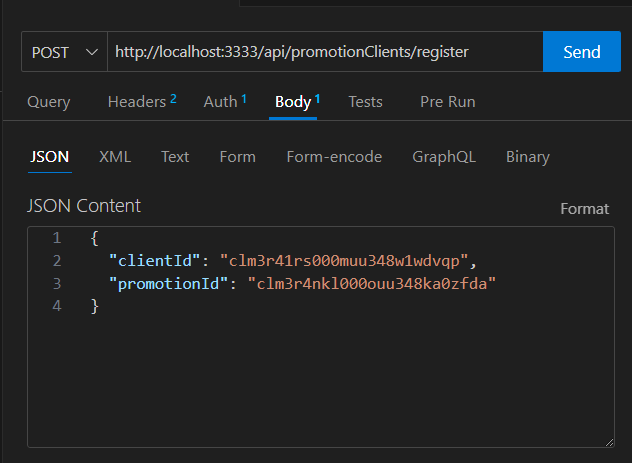 POST http://localhost:3333/api/promotionClients/register Send
Query Headers 2 Auth 1 Body 1 Tests Pre Run
JSON XML Text Form Form-encode GraphQL Binary
JSON Content Format
1 {
2 "clientId": "clm3r41rs000muu348w1wdvqp",
3 "promotionId": "clm3r4nkl000ouu348ka0zfda"
4 }